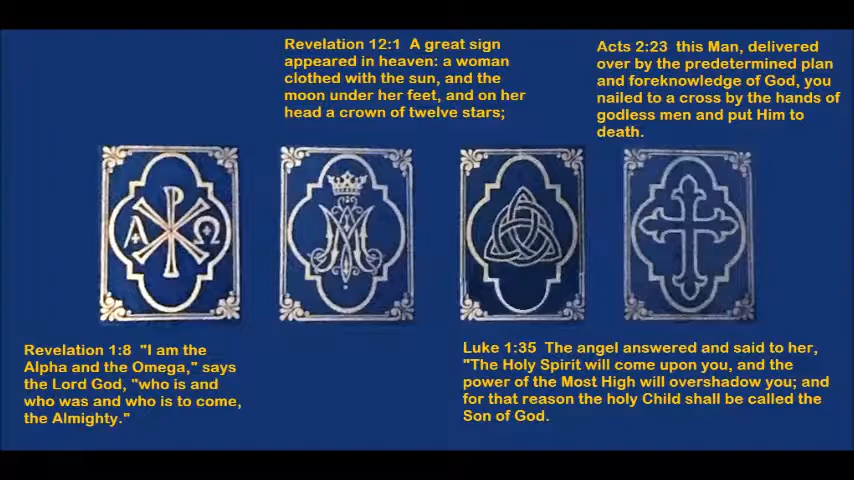 Revelation 12:1  A great sign
appeared in heaven: a woman
clothed with the sun, and the
moon under her feet, and on her
head a crown of twelve stars;
Acts 2:23  this Man, delivered
over by the predetermined plan
and foreknowledge of God, you
nailed to a cross by the hands of
godless men and put Him to
death.
Α Ρ Ω
Revelation 1:8  "I am the
Alpha and the Omega," says
the Lord God, "who is and
who was and who is to come,
the Almighty."
Luke 1:35  The angel answered and said to her,
"The Holy Spirit will come upon you, and the
power of the Most High will overshadow you; and
for that reason the holy Child shall be called the
Son of God.